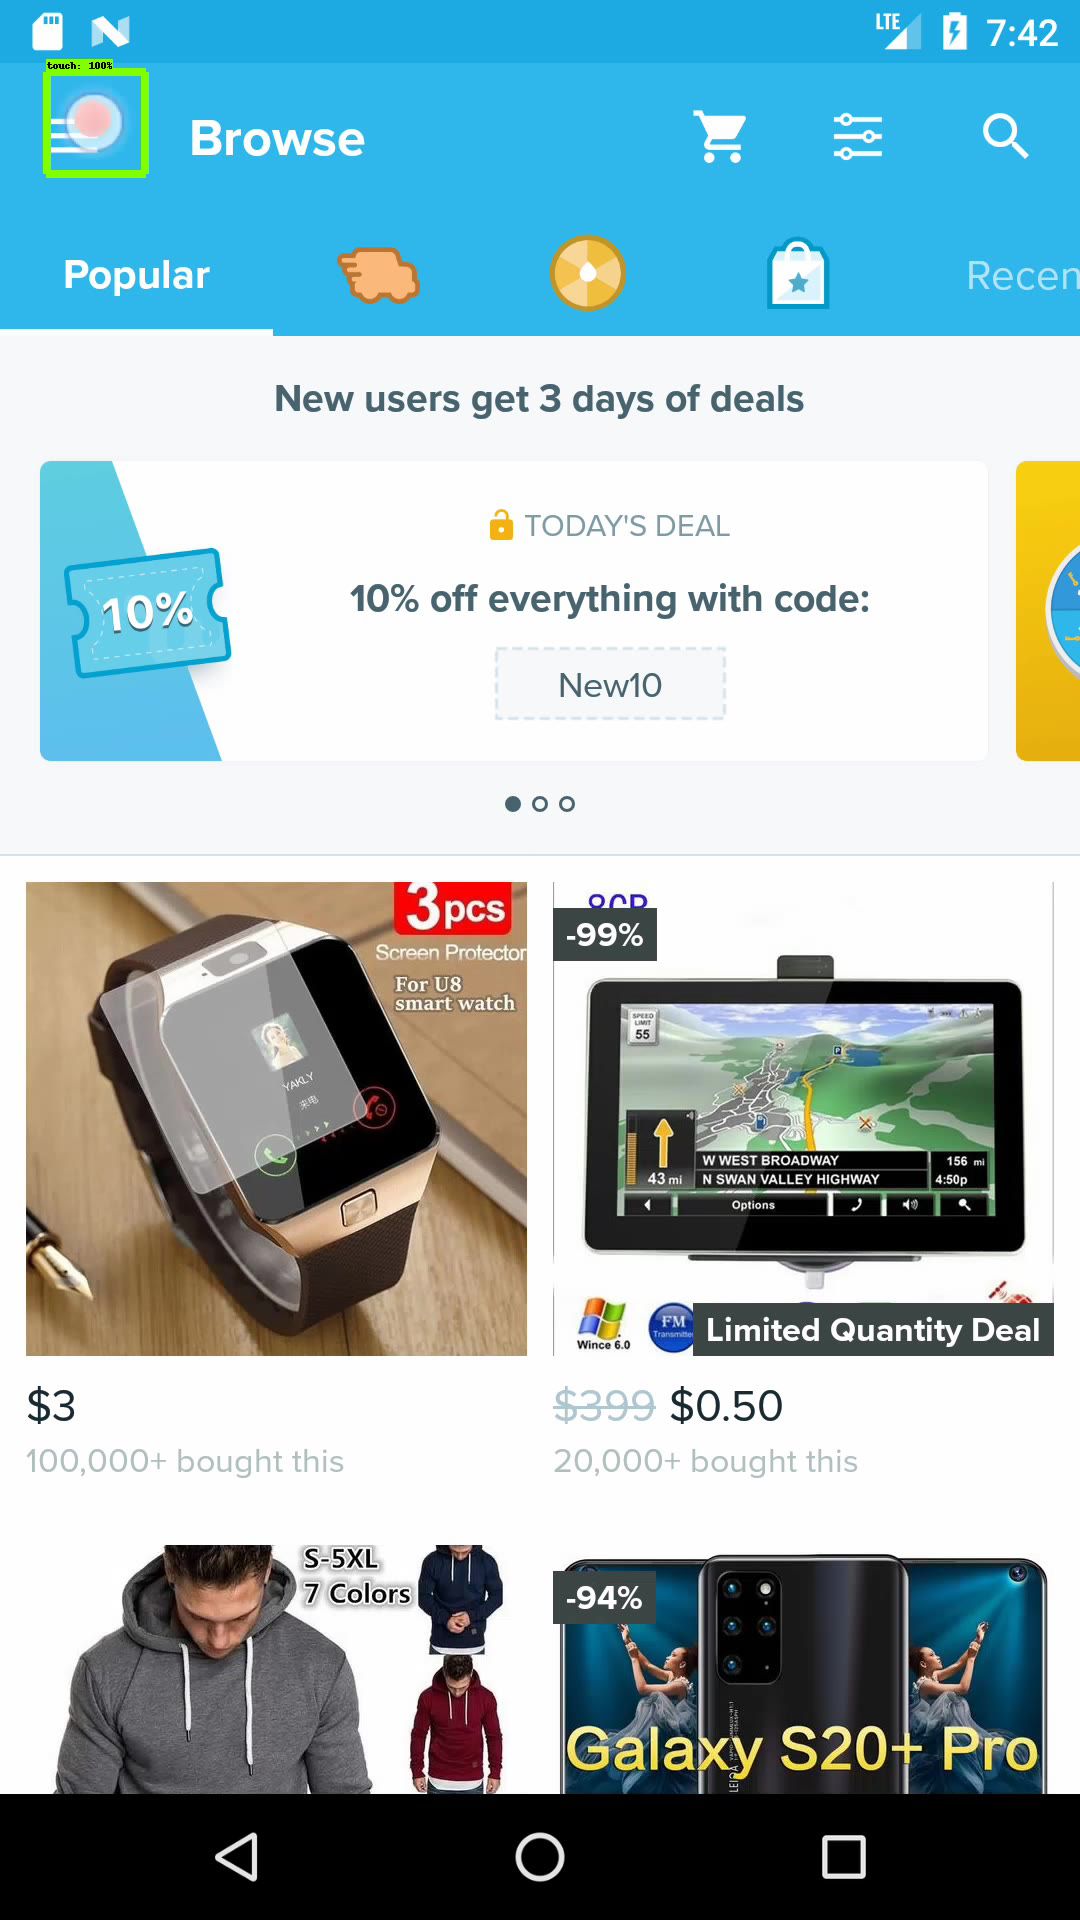 LTE 7:42
touch: 100%
Browse
Popular
Recen
New users get 3 days of deals
TODAY'S DEAL
10%
10% off everything with code:
New10
3pcs
Screen Protector
For U8
smart watch
YAKLY
来电
8GB
-99%
SPEED
LIMIT
55
W WEST BROADWAY 156 mi
43 mi N SWAN VALLEY HIGHWAY 4:50p
Options
Wince 6.0
FM
Transmitter
Limited Quantity Deal
$3
100,000+ bought this
$399 $0.50
20,000+ bought this
S-5XL
7 Colors
-94%
Galaxy S20+ Pro